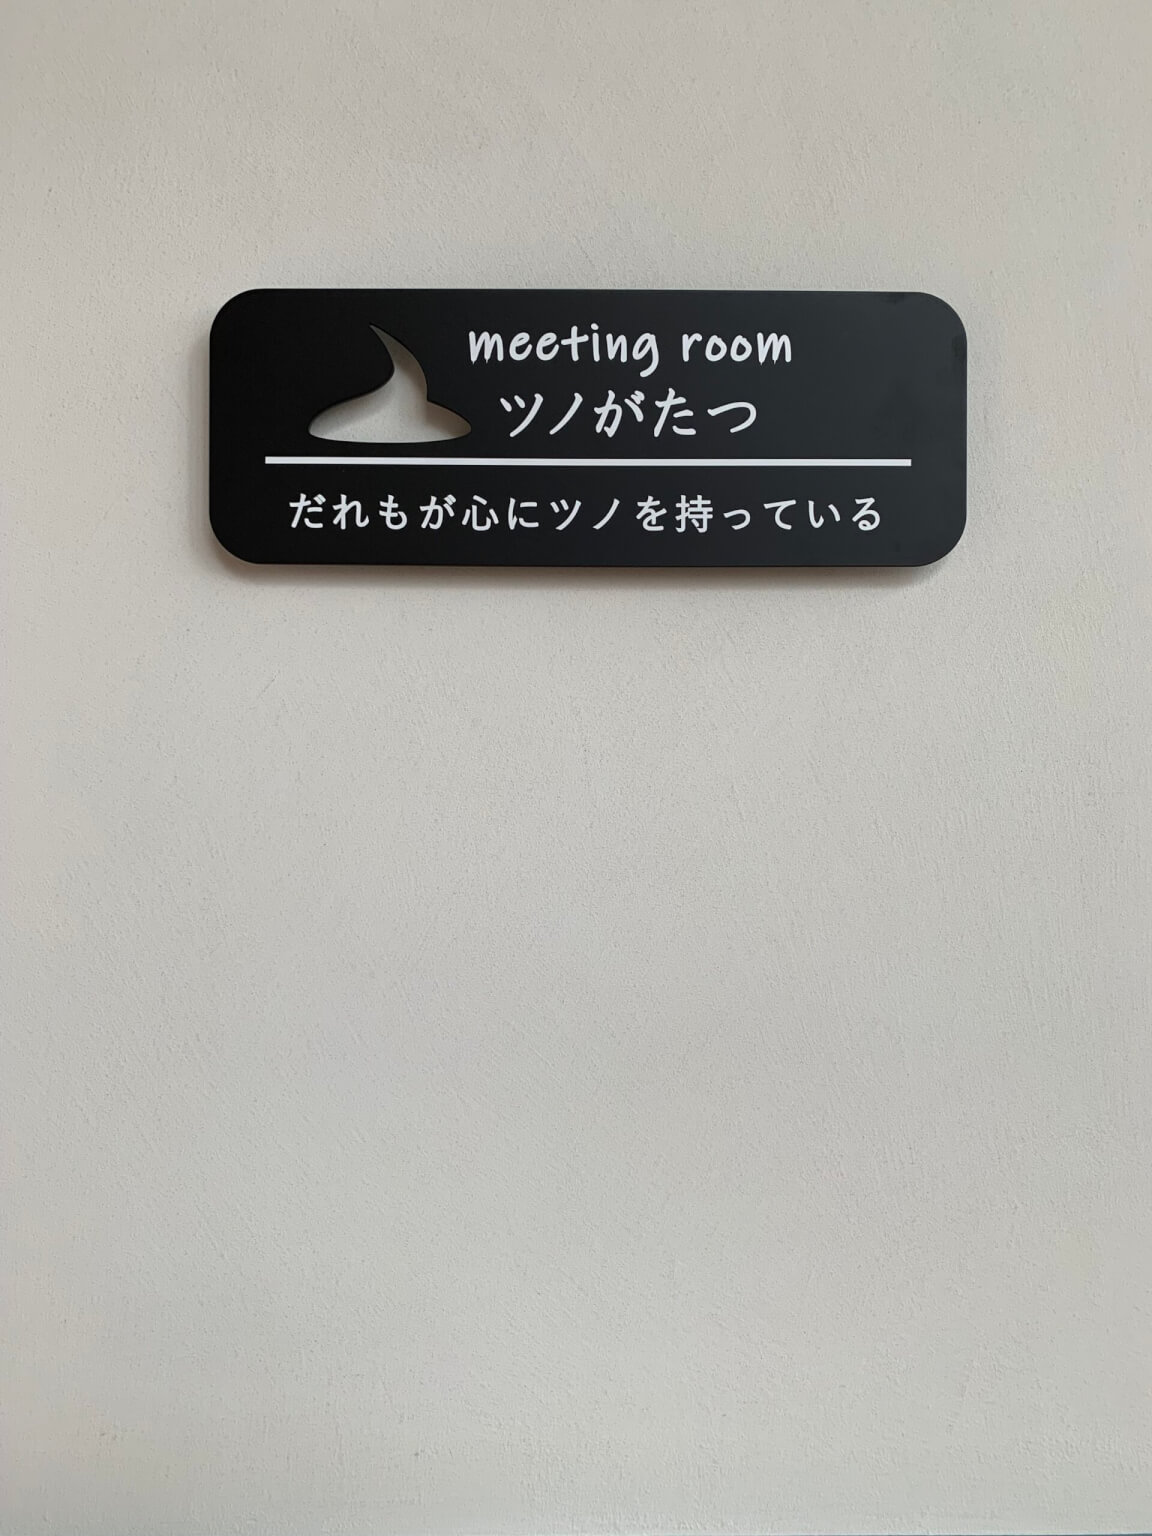 meeting room
ツノがたつ
だれもが心にツノを持っている